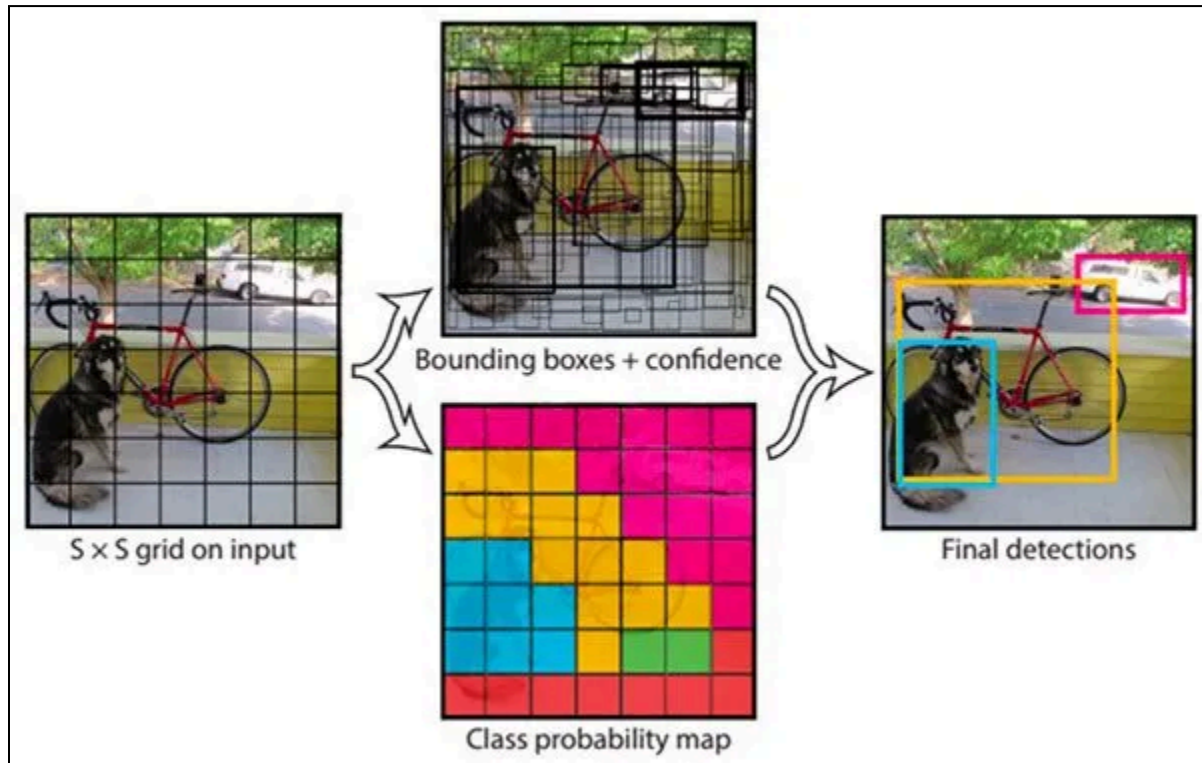 S × S grid on input
Bounding boxes + confidence
Class probability map
Final detections